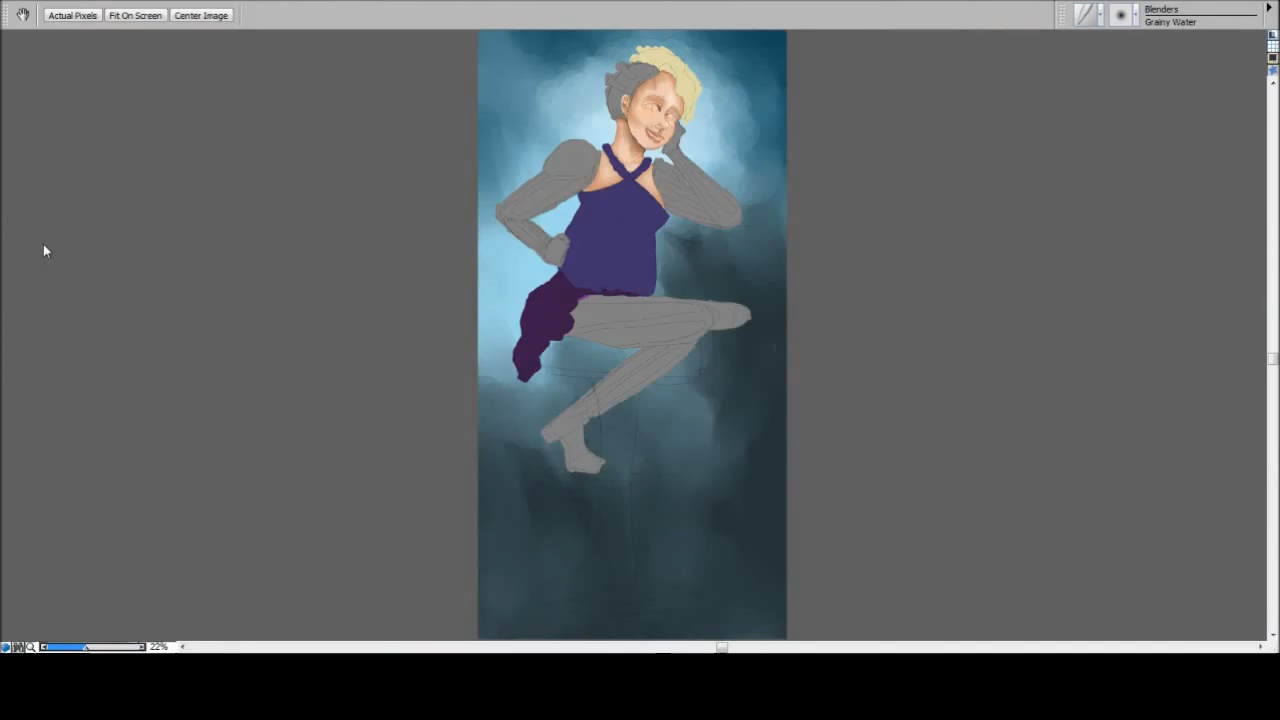 Actual Pixels
Fit On Screen
Center Image
Blenders
Grainy Water
22%